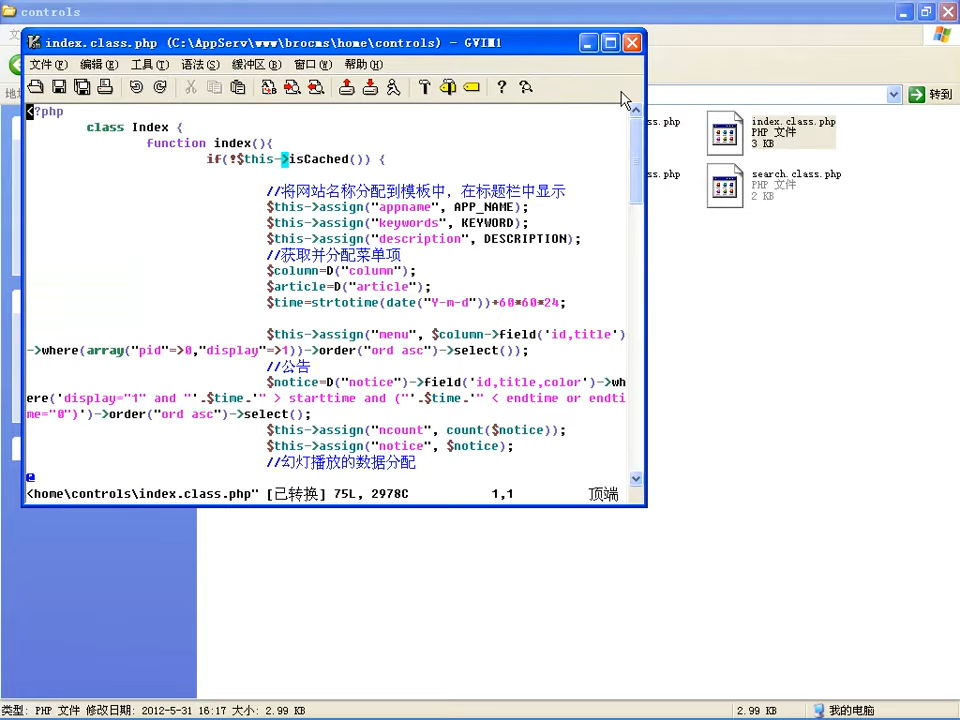 controls
index.class.php (C:\AppServ\www\brocms\home\controls) - GVIM1
文件(F) 编辑(E) 工具(T) 语法(S) 缓冲区(B) 窗口(W) 帮助(H)
转到
<?php
class Index {
function index(){
if(!$this->isCached()) {
//将网站名称分配到模板中，在标题栏中显示
$this->assign("appname", APP_NAME);
$this->assign("keywords", KEYWORD);
$this->assign("description", DESCRIPTION);
//获取并分配菜单项
$column=D("column");
$article=D("article");
$time=strtotime(date("Y-m-d"))+60*60*24;
$this->assign("menu", $column->field('id,title')
->where(array("pid"=>0,"display"=>1))->order("ord asc")->select());
//公告
$notice=D("notice")->field('id,title,color')->wh
ere('display="1" and "'.$time.'" > starttime and ("'.$time.'" < endtime or endti
me="0")')->order("ord asc")->select();
$this->assign("ncount", count($notice));
$this->assign("notice", $notice);
//幻灯播放的数据分配
@
<home\controls\index.class.php" [已转换] 75L, 2978C 1,1 顶端
ss.php
index.class.php
PHP 文件
3 KB
ss.php
search.class.php
PHP 文件
2 KB
类型: PHP 文件 修改日期: 2012-5-31 16:17 大小: 2.99 KB
2.99 KB
我的电脑